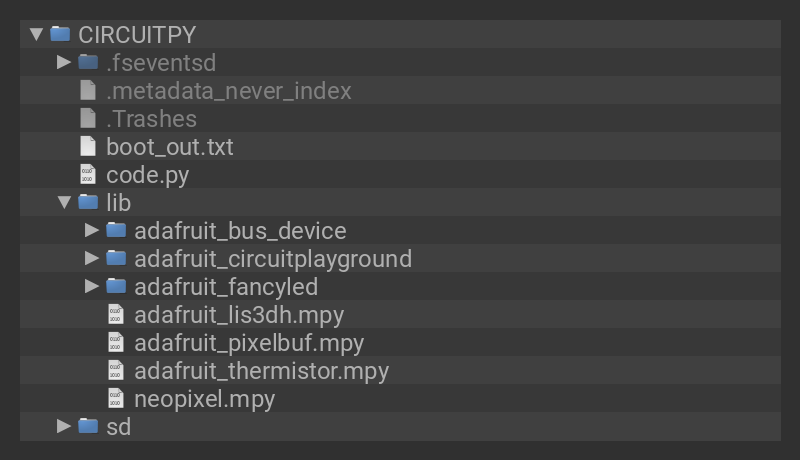 CIRCUITPY
.fseventsd
.metadata_never_index
.Trashes
boot_out.txt
code.py
lib
adafruit_bus_device
adafruit_circuitplayground
adafruit_fancyled
adafruit_lis3dh.mpy
adafruit_pixelbuf.mpy
adafruit_thermistor.mpy
neopixel.mpy
sd